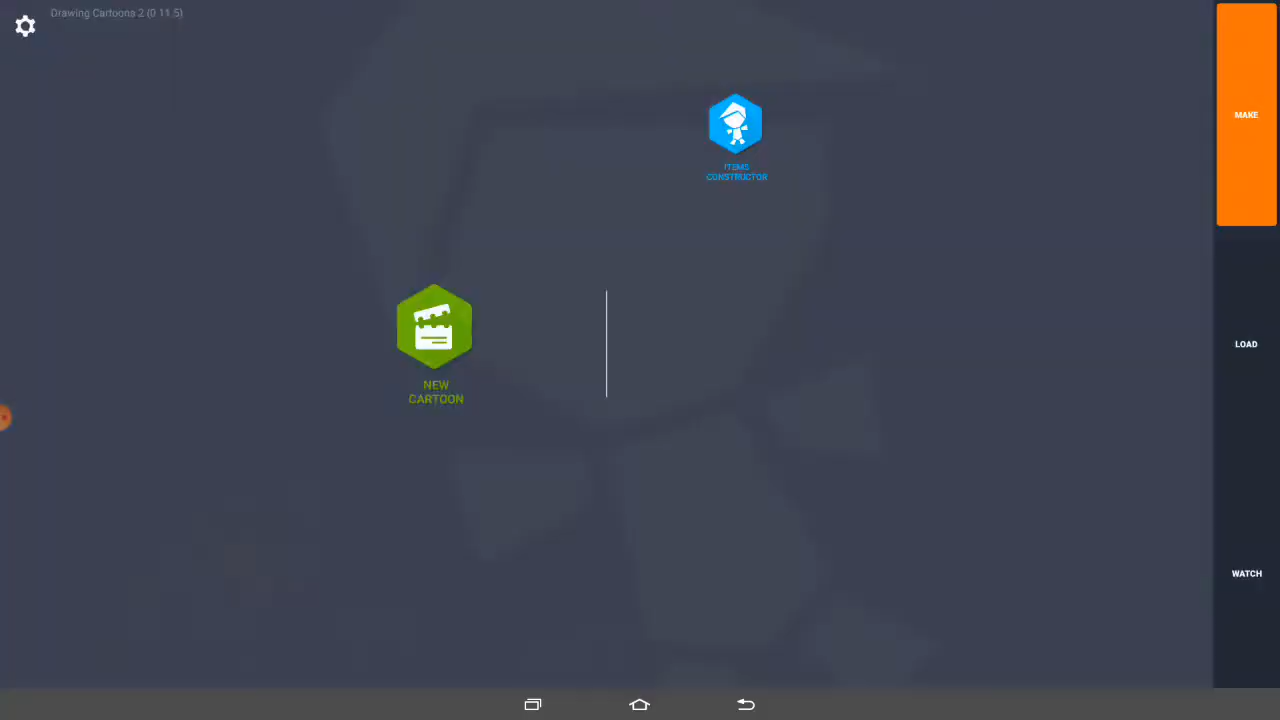 Drawing Cartoons 2 (0.11.5)
MAKE
ITEMS
CONSTRUCTOR
LOAD
NEW
CARTOON
WATCH